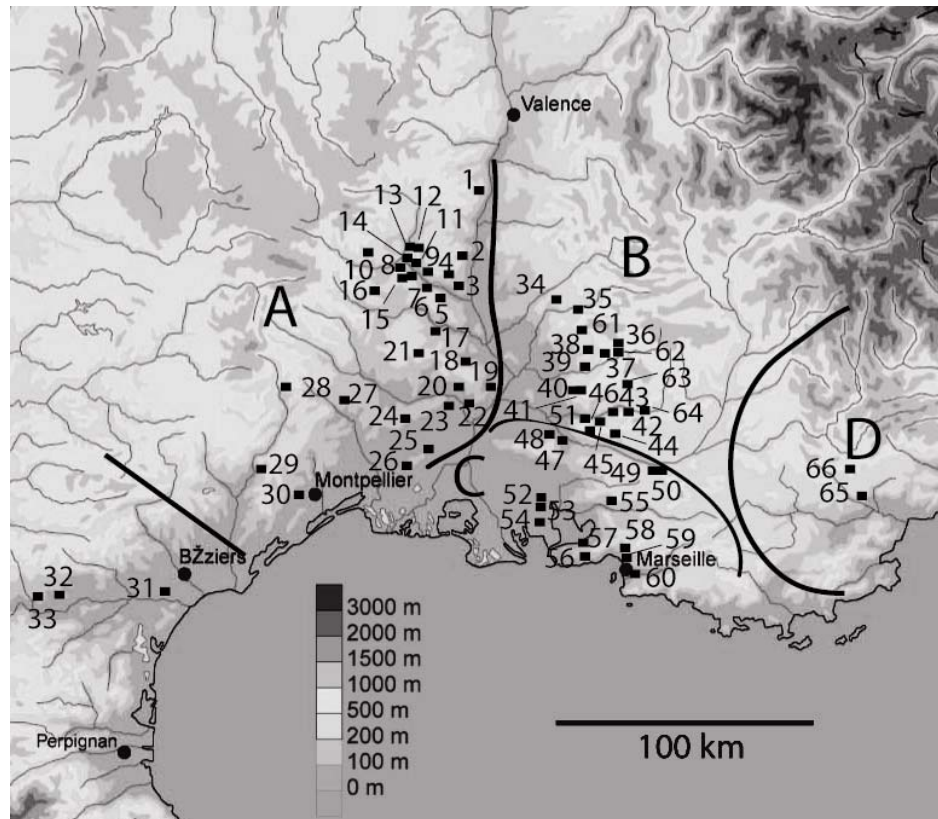 Valence
1
13 12
14 11
2
10 8 9 4
3
16 7 6
15 5
A
17
21 18
28 27 20 19
24 23 22
25
26
29
30 Montpellier
B
34 35
61 36
38 62
39 37 63
40 46 43
41 51 42 64
48 45 44
47 49 50
C
52
53 55
54
57 58
56 59
Marseille
60
D
66
65
BŽziers
32 31
33
Perpignan
3000 m
2000 m
1500 m
1000 m
500 m
200 m
100 m
0 m
100 km